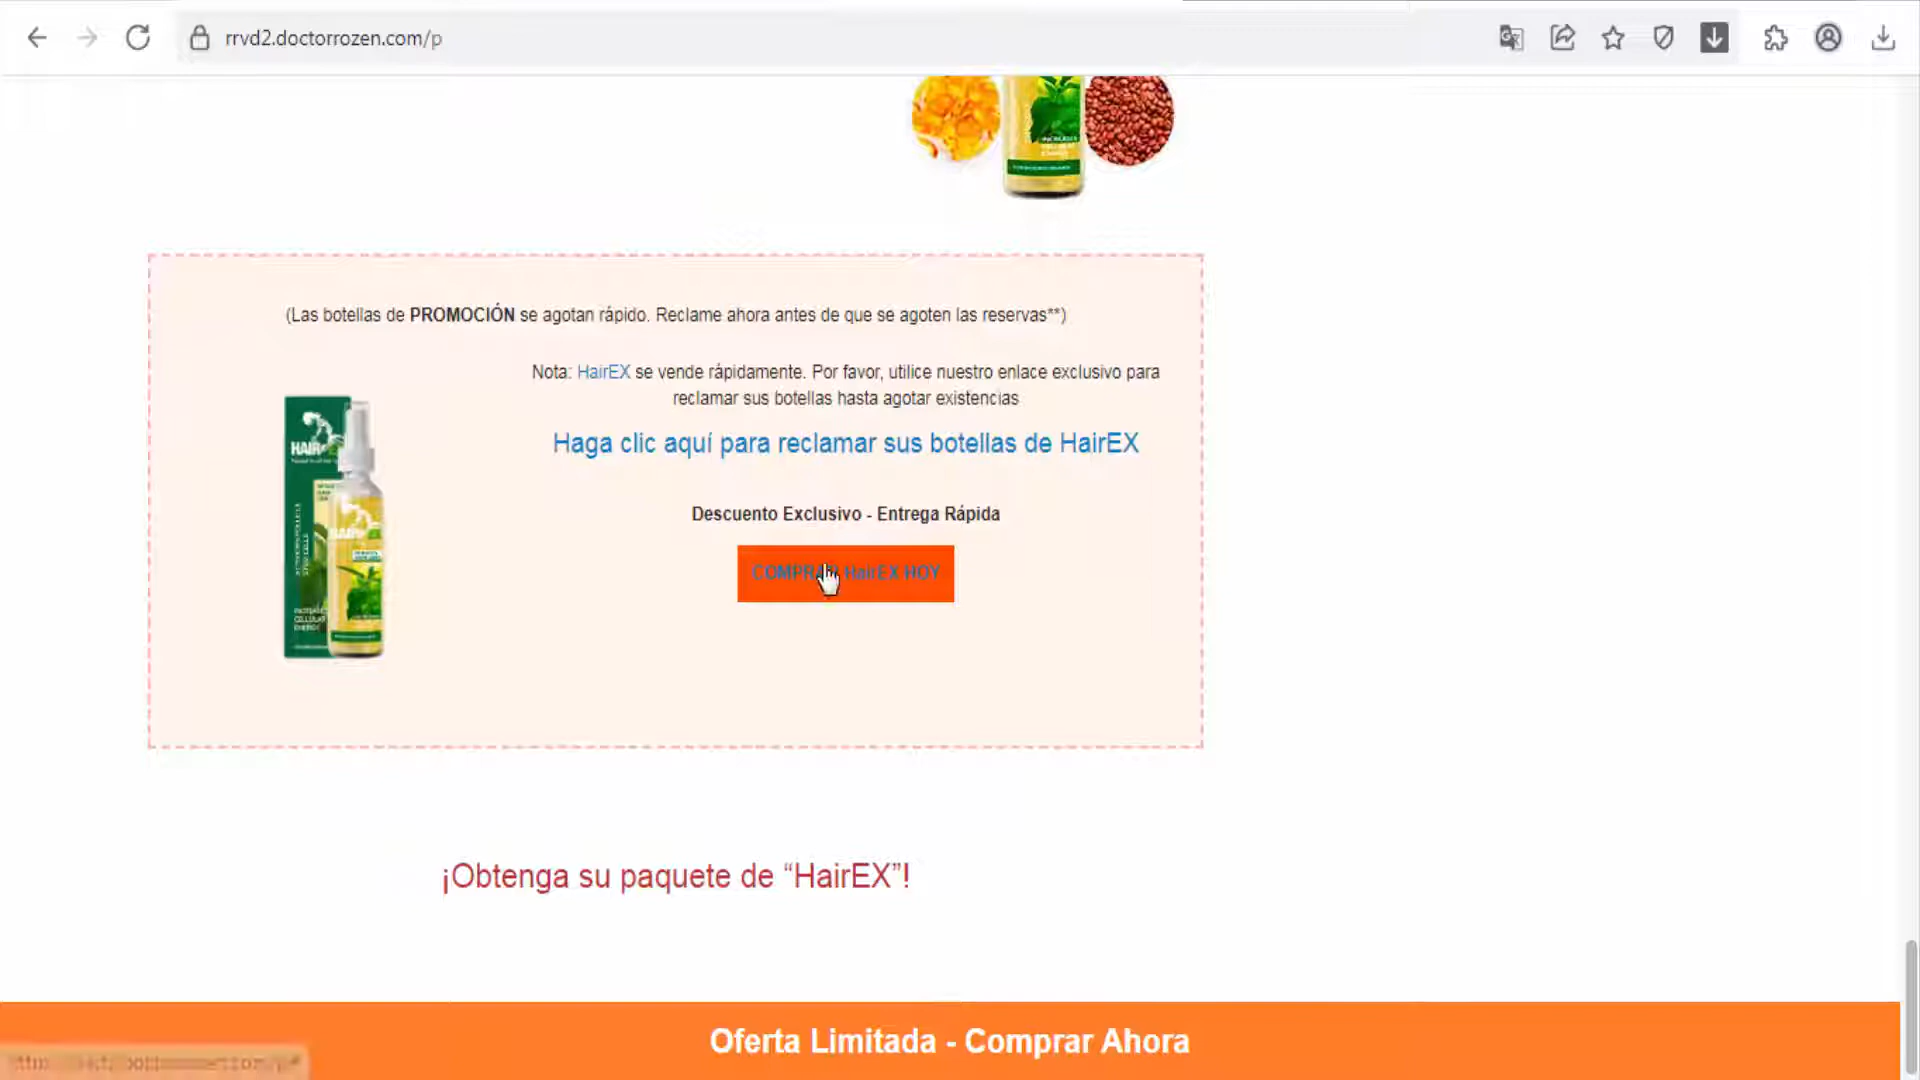 rrvd2.doctorrozen.com/p
(Las botellas de PROMOCIÓN se agotan rápido. Reclame ahora antes de que se agoten las reservas**)
Nota: HairEX se vende rápidamente. Por favor, utilice nuestro enlace exclusivo para
reclamar sus botellas hasta agotar existencias
Haga clic aquí para reclamar sus botellas de HairEX
Descuento Exclusivo - Entrega Rápida
COMPRAR HairEX HOY
¡Obtenga su paquete de “HairEX”!
Oferta Limitada - Comprar Ahora